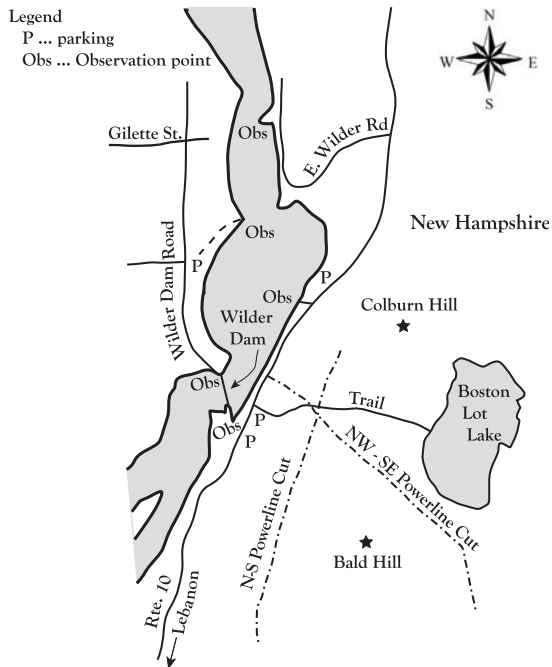 Legend
P ... parking
Obs ... Observation point
N
W
E
S
Gilette St.
Obs
E. Wilder Rd
Obs
New Hampshire
Wilder Dam Road
P
P
Obs
Colburn Hill
Wilder
Dam
Obs
Boston
Lot
Lake
Trail
P
Obs
P
NW - SE Powerline Cut
N-S Powerline Cut
Bald Hill
Rte. 10
Lebanon